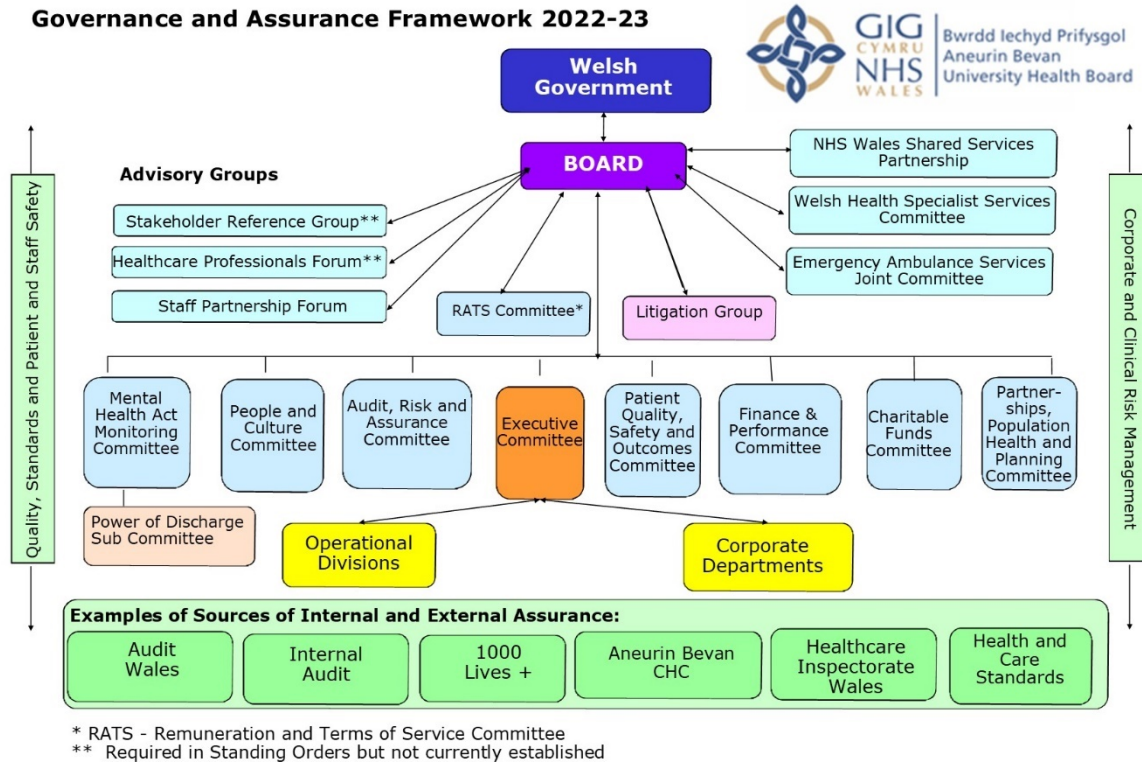 Governance and Assurance Framework 2022-23
GIG
CYMRU
NHS
WALES
Bwrdd Iechyd Prifysgol
Aneurin Bevan
University Health Board
Welsh
Government
BOARD
NHS Wales Shared Services
Partnership
Welsh Health Specialist Services
Committee
Emergency Ambulance Services
Joint Committee
Advisory Groups
Stakeholder Reference Group**
Healthcare Professionals Forum**
Staff Partnership Forum
RATS Committee*
Litigation Group
Quality, Standards and Patient and Staff Safety
Corporate and Clinical Risk Management
Mental
Health Act
Monitoring
Committee
People and
Culture
Committee
Audit, Risk and
Assurance
Committee
Executive
Committee
Patient
Quality,
Safety and
Outcomes
Committee
Finance &
Performance
Committee
Charitable
Funds
Committee
Partner-
ships,
Population
Health and
Planning
Committee
Power of Discharge
Sub Committee
Operational
Divisions
Corporate
Departments
Examples of Sources of Internal and External Assurance:
Audit
Wales
Internal
Audit
1000
Lives +
Aneurin Bevan
CHC
Healthcare
Inspectorate
Wales
Health and
Care
Standards
* RATS - Remuneration and Terms of Service Committee
** Required in Standing Orders but not currently established